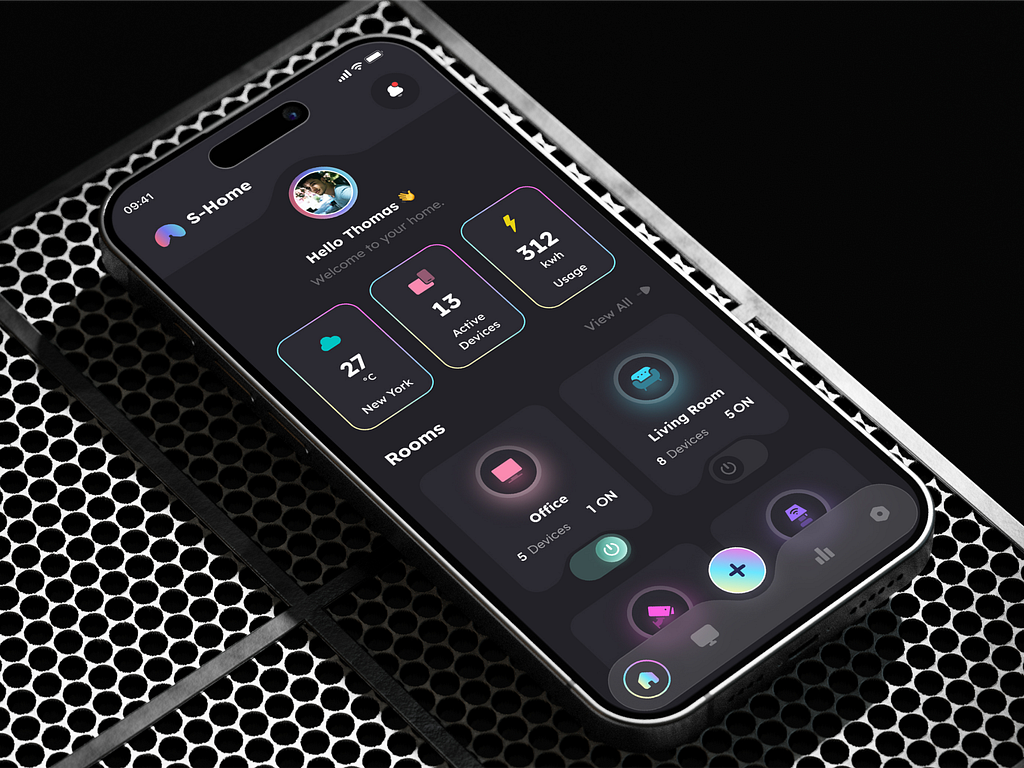 09:41
S-Home
Hello Thomas 👋
Welcome to your home.
27
°C
New York
13
Active
Devices
312
kwh
Usage
Rooms
View All
Office
5 Devices 1 ON
Living Room
8 Devices 5 ON